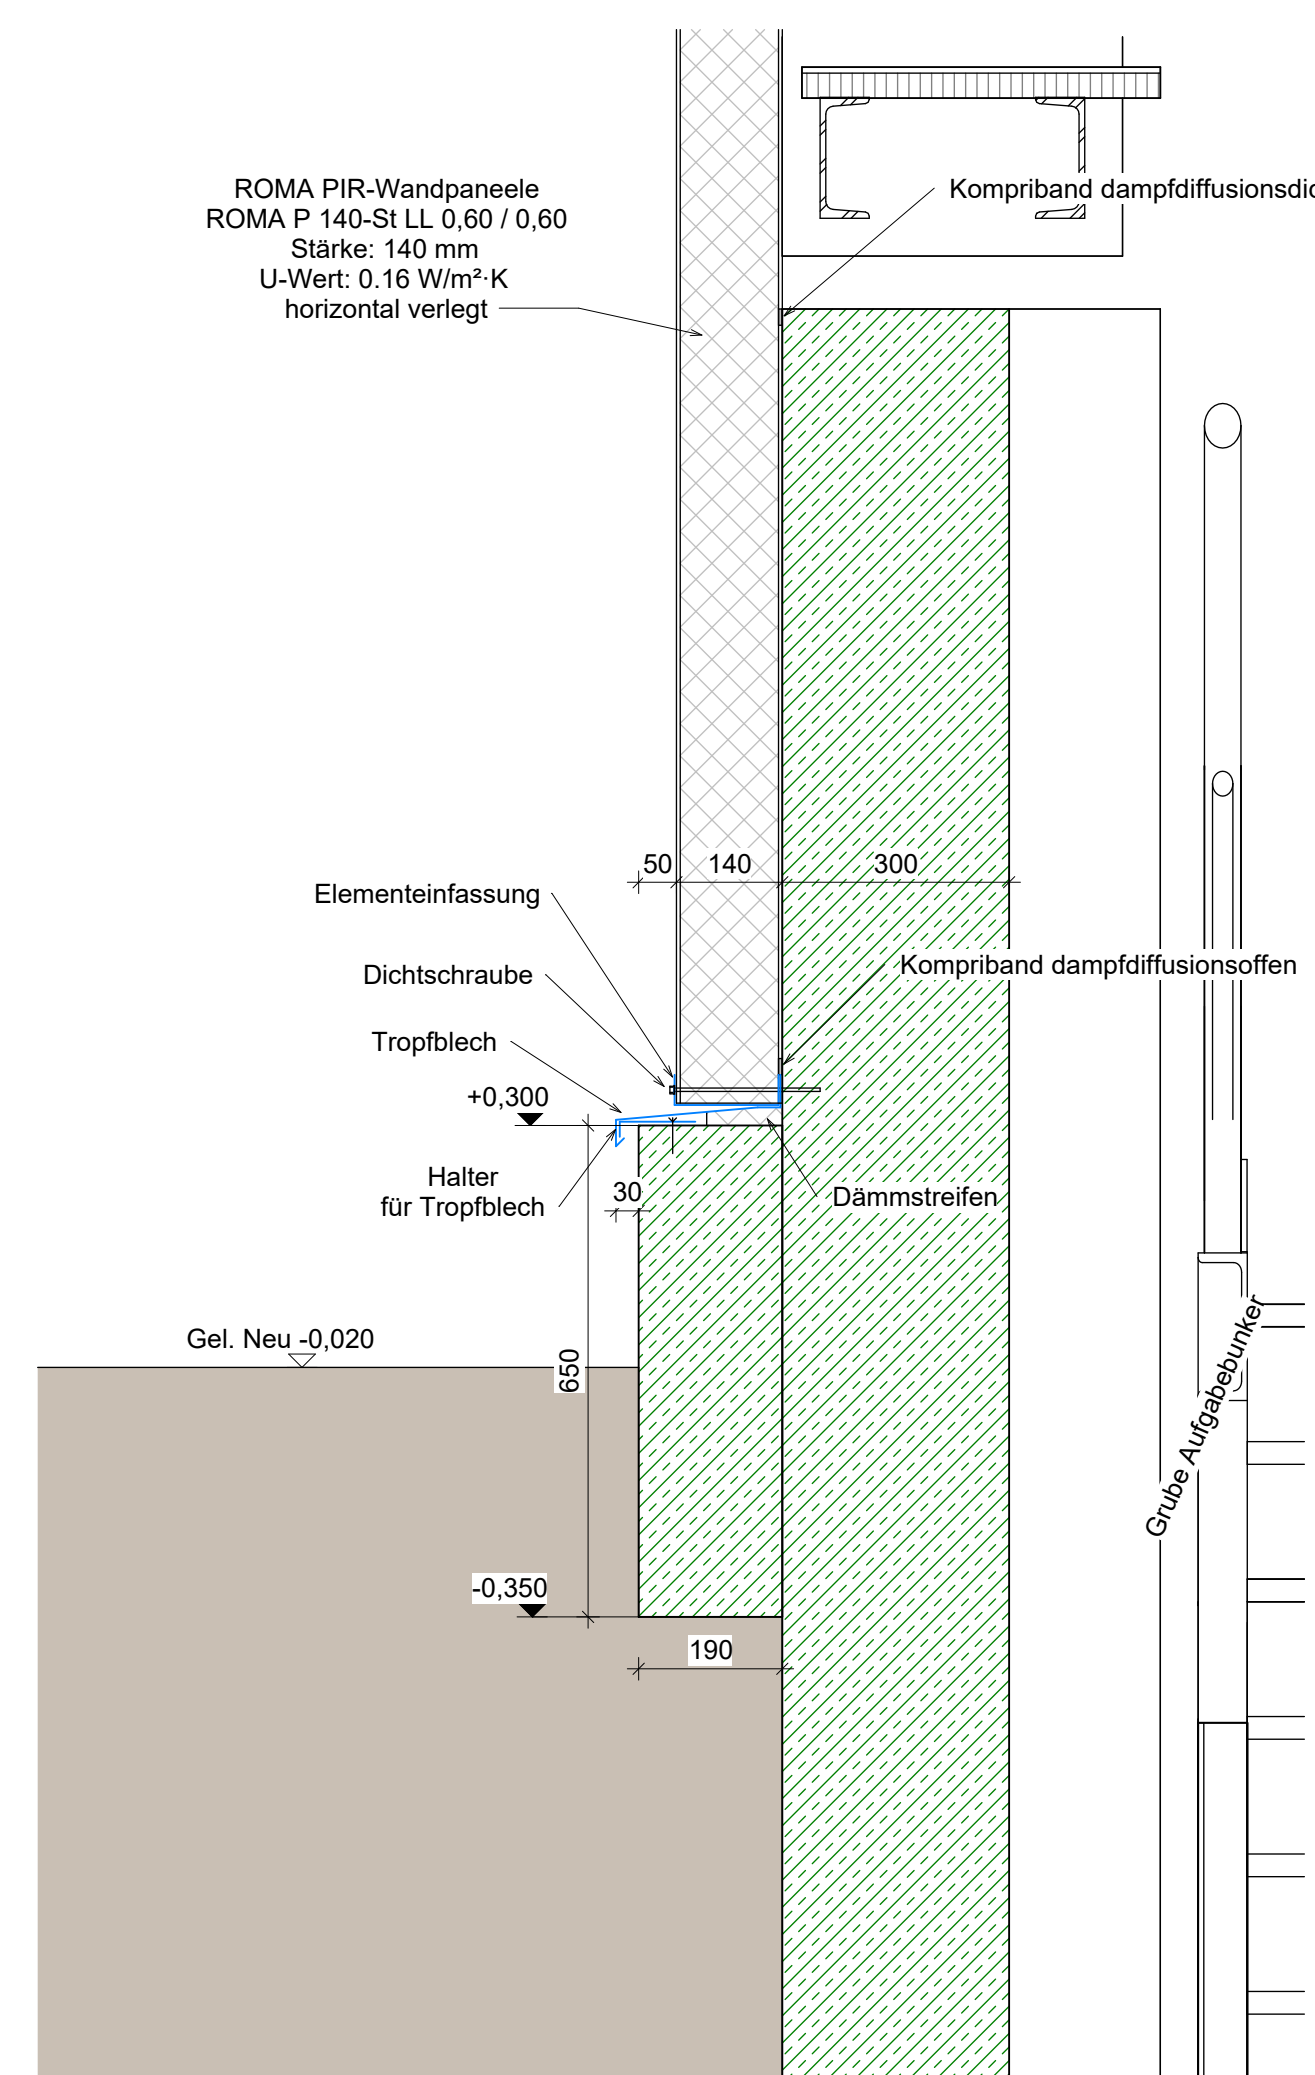 ROMA PIR-Wandpaneele
ROMA P 140-St LL 0,60 / 0,60
Stärke: 140 mm
U-Wert: 0.16 W/m²·K
horizontal verlegt
Kompriband
50
140
300
Elementeinfassung
Kompriband dampfdiffusionsoffen
Dichtschraube
Tropfblech
+0,300
Halter
für Tropfblech
30
Dämmstreifen
Gel. Neu -0,020
650
Grube Aufgabebunker
-0,350
190